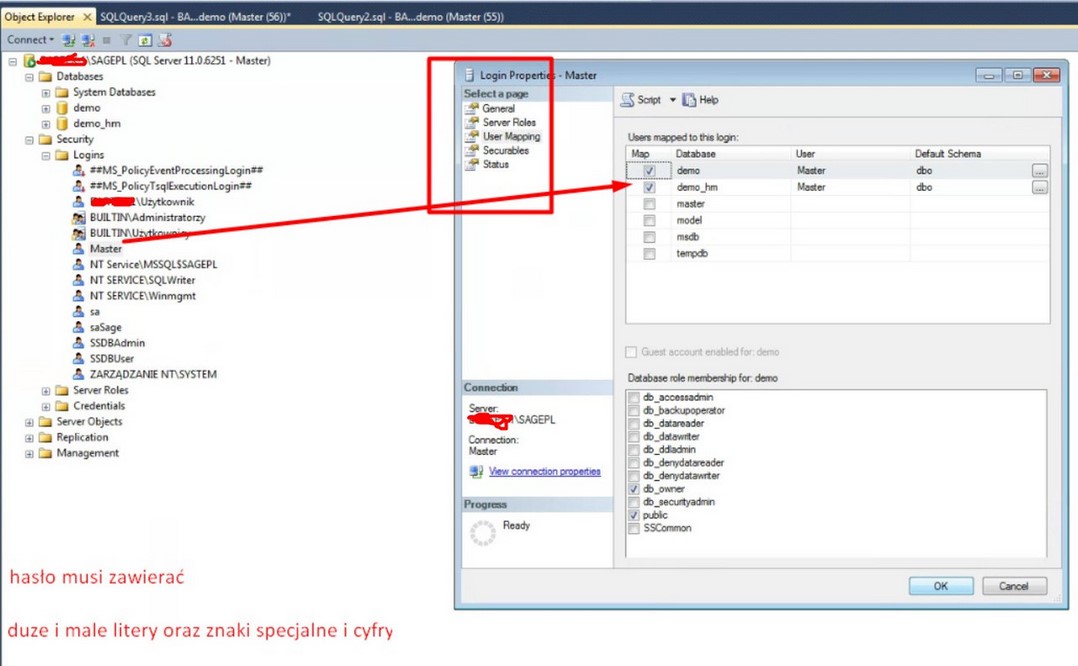 Object Explorer
SQLQuery3.sql - BA...demo (Master (56))*
SQLQuery2.sql - BA...demo (Master (55))
Connect
\SAGEPL (SQL Server 11.0.6251 - Master)
Databases
System Databases
demo
demo_hm
Security
Logins
##MS_PolicyEventProcessingLogin##
##MS_PolicyTsqlExecutionLogin##
\Użytkownik
BUILTIN\Administratorzy
BUILTIN\Użytkownicy
Master
NT Service\MSSQL$SAGEPL
NT SERVICE\SQLWriter
NT SERVICE\Winmgmt
sa
saSage
SSDBAdmin
SSDBUser
ZARZĄDZANIE NT\SYSTEM
Server Roles
Credentials
Server Objects
Replication
Management
hasło musi zawierać
duze i male litery oraz znaki specjalne i cyfry
Login Properties - Master
Select a page
General
Server Roles
User Mapping
Securables
Status
Connection
Server:
\SAGEPL
Connection:
Master
View connection properties
Progress
Ready
Script Help
Users mapped to this login:
Map Database User Default Schema
demo Master dbo ...
demo_hm Master dbo ...
master
model
msdb
tempdb
Guest account enabled for: demo
Database role membership for: demo
db_accessadmin
db_backupoperator
db_datareader
db_datawriter
db_ddladmin
db_denydatareader
db_denydatawriter
db_owner
db_securityadmin
public
SSCommon
OK Cancel